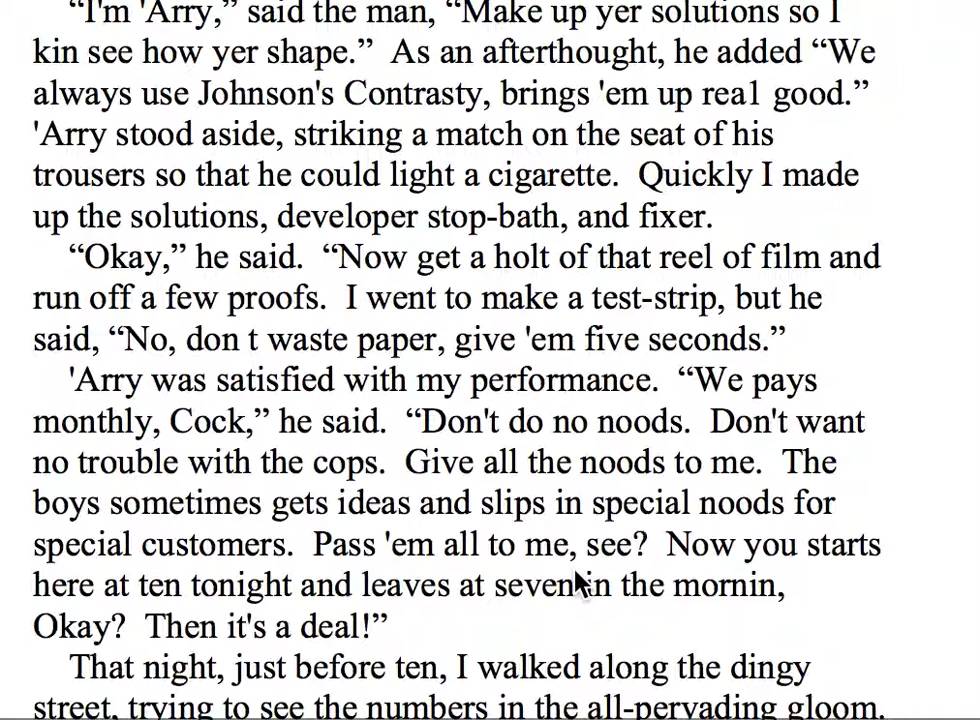 “I'm 'Arry,” said the man, “Make up yer solutions so I
kin see how yer shape.” As an afterthought, he added “We
always use Johnson's Contrasty, brings 'em up rea1 good.”
'Arry stood aside, striking a match on the seat of his
trousers so that he could light a cigarette. Quickly I made
up the solutions, developer stop-bath, and fixer.
“Okay,” he said. “Now get a holt of that reel of film and
run off a few proofs. I went to make a test-strip, but he
said, “No, don t waste paper, give 'em five seconds.”
'Arry was satisfied with my performance. “We pays
monthly, Cock,” he said. “Don't do no noods. Don't want
no trouble with the cops. Give all the noods to me. The
boys sometimes gets ideas and slips in special noods for
special customers. Pass 'em all to me, see? Now you starts
here at ten tonight and leaves at seven in the mornin,
Okay? Then it's a deal!”
That night, just before ten, I walked along the dingy
street, trying to see the numbers in the all-pervading gloom.